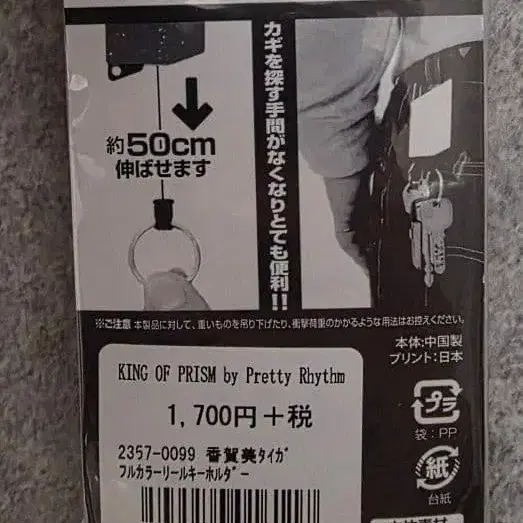 約50cm
伸ばせます
カギを探す手間がなくなりとても便利!!
※ご注意 本製品に対して、重いものを吊り下げたり、衝撃荷重のかかるような用法はお控えください。
本体:中国製
プリント:日本
プラ
袋:PP
紙
台紙
KING OF PRISM by Pretty Rhythm
1,700円+税
2357-0099 香賀美タイガ
フルカラーリールキーホルダー